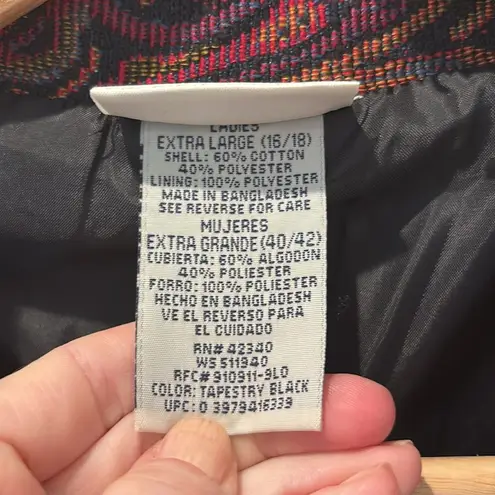 LADIES
EXTRA LARGE (16/18)
SHELL: 60% COTTON
40% POLYESTER
LINING: 100% POLYESTER
MADE IN BANGLADESH
SEE REVERSE FOR CARE
MUJERES
EXTRA GRANDE (40/42)
CUBIERTA: 60% ALGODON
40% POLIESTER
FORRO: 100% POLIESTER
HECHO EN BANGLADESH
VE EL REVERSO PARA
EL CUIDADO
RN# 42340
WS 511940
RFC# 910911-9L0
COLOR: TAPESTRY BLACK
UPC: 0 3979416339